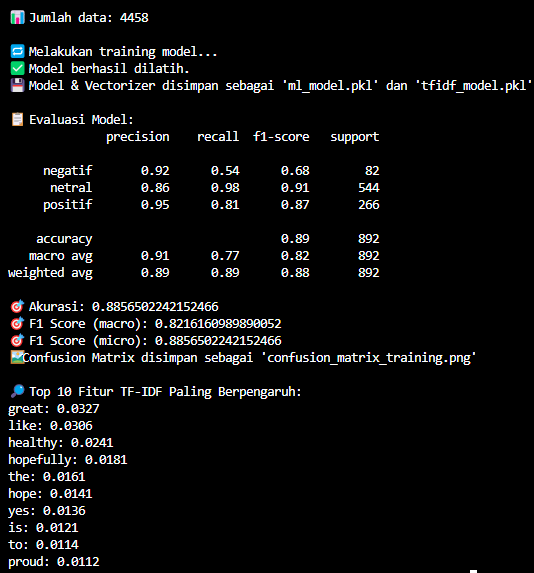 📊 Jumlah data: 4458
🔁 Melakukan training model...
✅ Model berhasil dilatih.
💾 Model & Vectorizer disimpan sebagai 'ml_model.pkl' dan 'tfidf_model.pkl'
📋 Evaluasi Model:
precision recall f1-score support
negatif 0.92 0.54 0.68 82
netral 0.86 0.98 0.91 544
positif 0.95 0.81 0.87 266
accuracy 0.89 892
macro avg 0.91 0.77 0.82 892
weighted avg 0.89 0.89 0.88 892
🎯 Akurasi: 0.8856502242152466
🎯 F1 Score (macro): 0.8216160989890052
🎯 F1 Score (micro): 0.8856502242152466
🖼️Confusion Matrix disimpan sebagai 'confusion_matrix_training.png'
🔎 Top 10 Fitur TF-IDF Paling Berpengaruh:
great: 0.0327
like: 0.0306
healthy: 0.0241
hopefully: 0.0181
the: 0.0161
hope: 0.0141
yes: 0.0136
is: 0.0121
to: 0.0114
proud: 0.0112